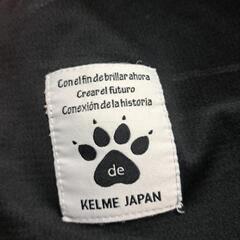 Con el fin de brillar ahora
Crear el futuro
Conexión de la historia
de
KELME JAPAN